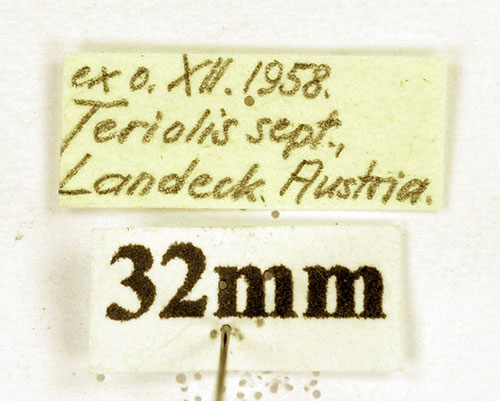 ex o. XII. 1958.
Teriolis sept.,
Landeck. Austria.
32mm